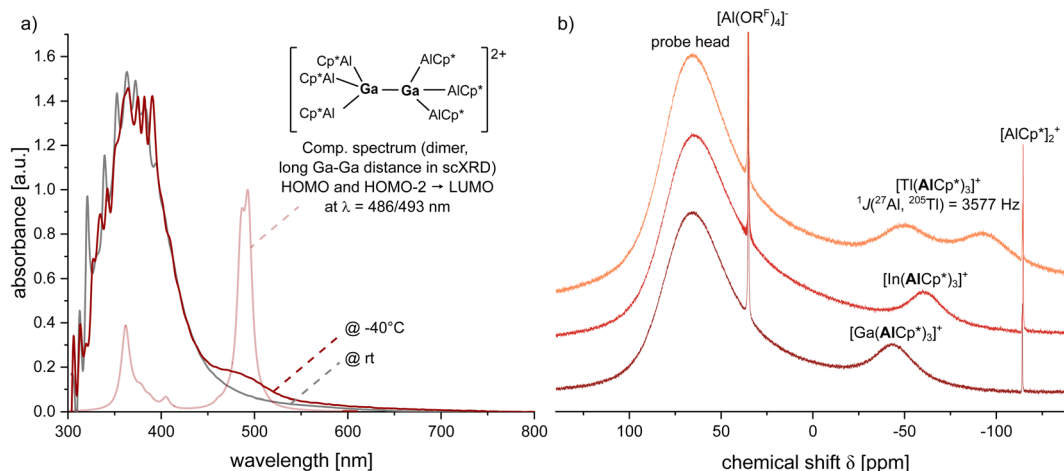 a)
absorbance [a.u.]
1.6
1.4
1.2
1.0
0.8
0.6
0.4
0.2
0.0
300
400
500
600
700
800
wavelength [nm]
2+
Cp*Al
AlCp*
Cp*Al
Ga
Ga
AlCp*
Cp*Al
AlCp*
Comp. spectrum (dimer,
long Ga-Ga distance in scXRD)
HOMO and HOMO-2 → LUMO
at λ = 486/493 nm
@ -40°C
@ rt
b)
[Al(ORᶠ)₄]⁻
probe head
[AlCp*]₂⁺
[Tl(AlCp*)₃]⁺
¹J(²⁷Al, ²⁰⁵Tl) = 3577 Hz
[In(AlCp*)₃]⁺
[Ga(AlCp*)₃]⁺
100
50
0
-50
-100
chemical shift δ [ppm]